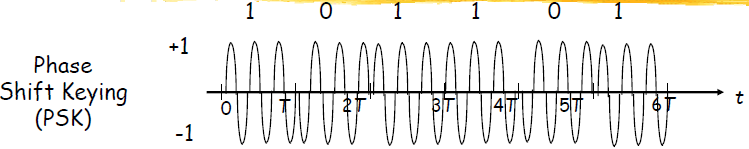 1 0 1 1 0 1
+1
Phase
Shift Keying
(PSK)
0 T 2T 3T 4T 5T 6T t
-1